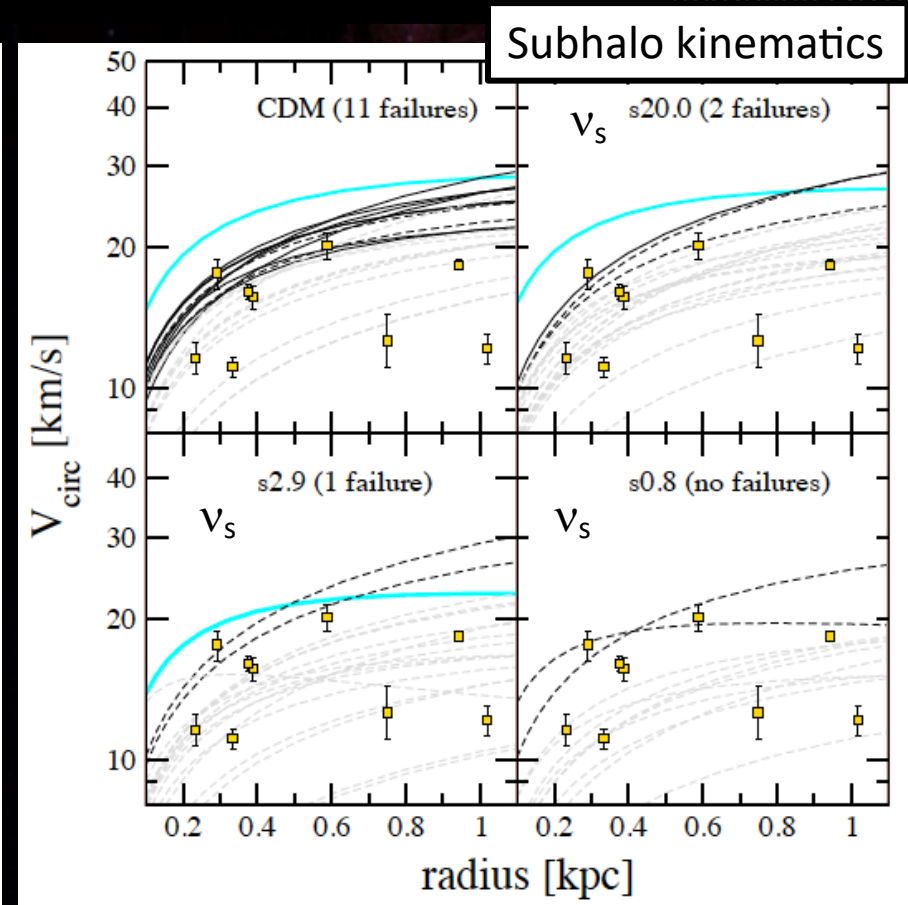 Subhalo kinematics
50
40
30
20
10
CDM (11 failures)
νs s20.0 (2 failures)
Vcirc [km/s]
40
30
20
10
s2.9 (1 failure)
νs
s0.8 (no failures)
νs
0.2 0.4 0.6 0.8 1
0.2 0.4 0.6 0.8 1
radius [kpc]